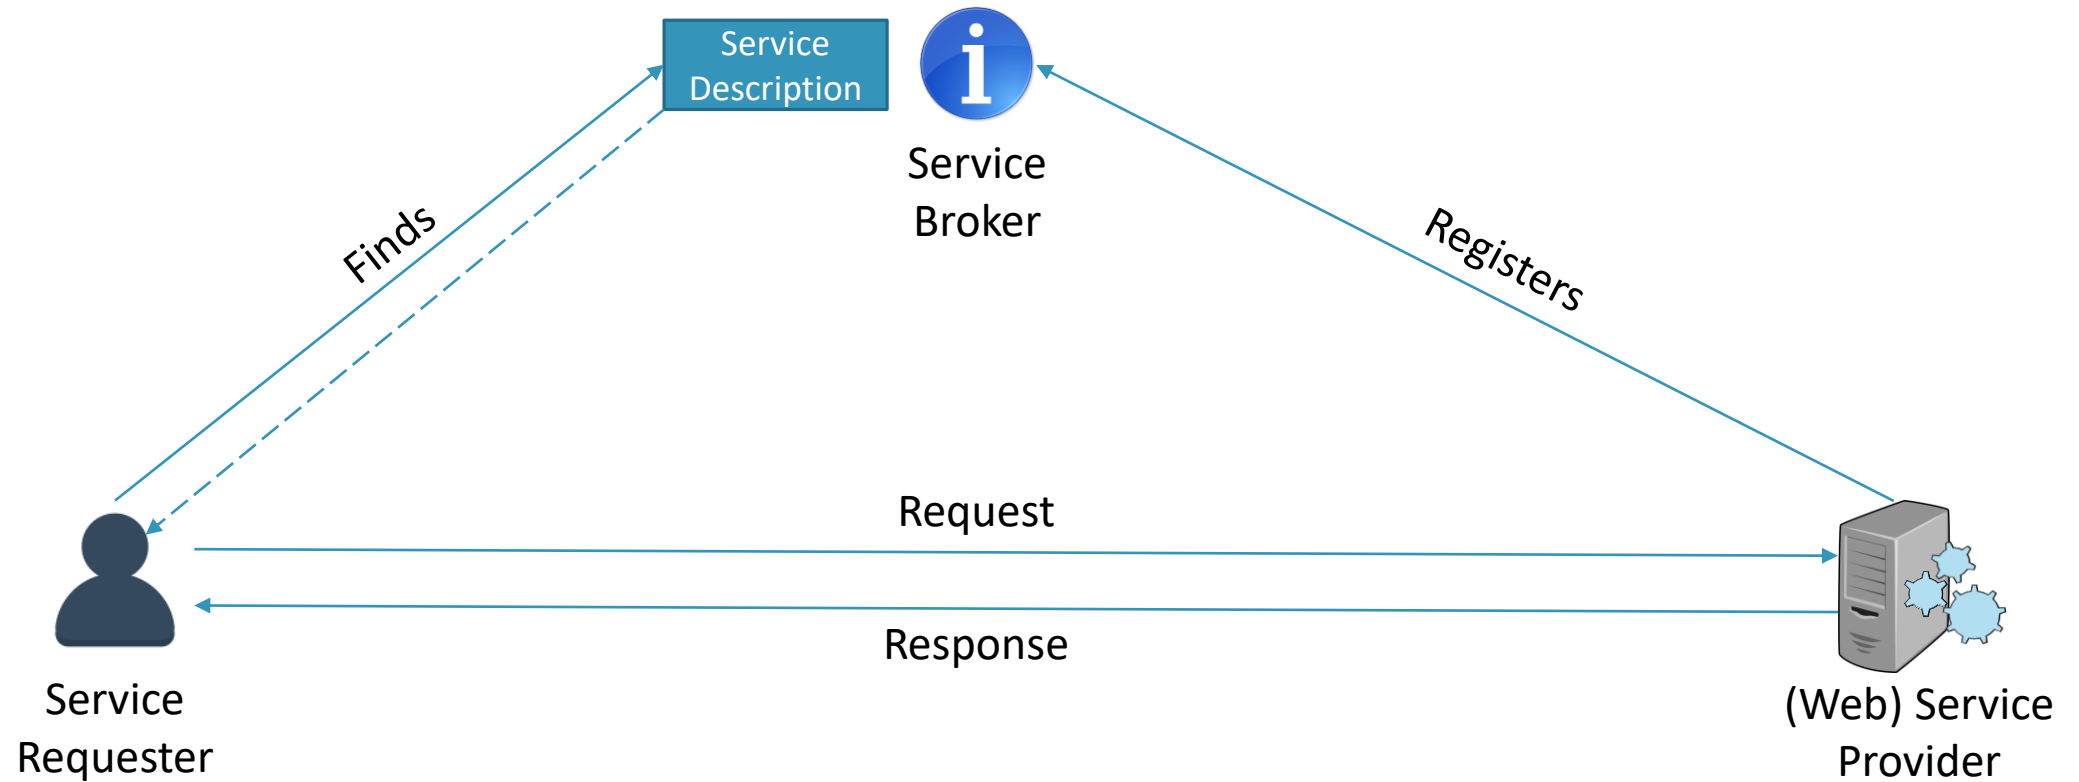 Service
Description
Service
Broker
Finds
Registers
Request
Response
Service
Requester
(Web) Service
Provider